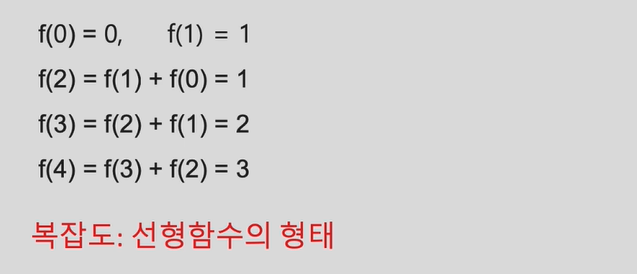 f(0) = 0, f(1) = 1
f(2) = f(1) + f(0) = 1
f(3) = f(2) + f(1) = 2
f(4) = f(3) + f(2) = 3
복잡도: 선형함수의 형태